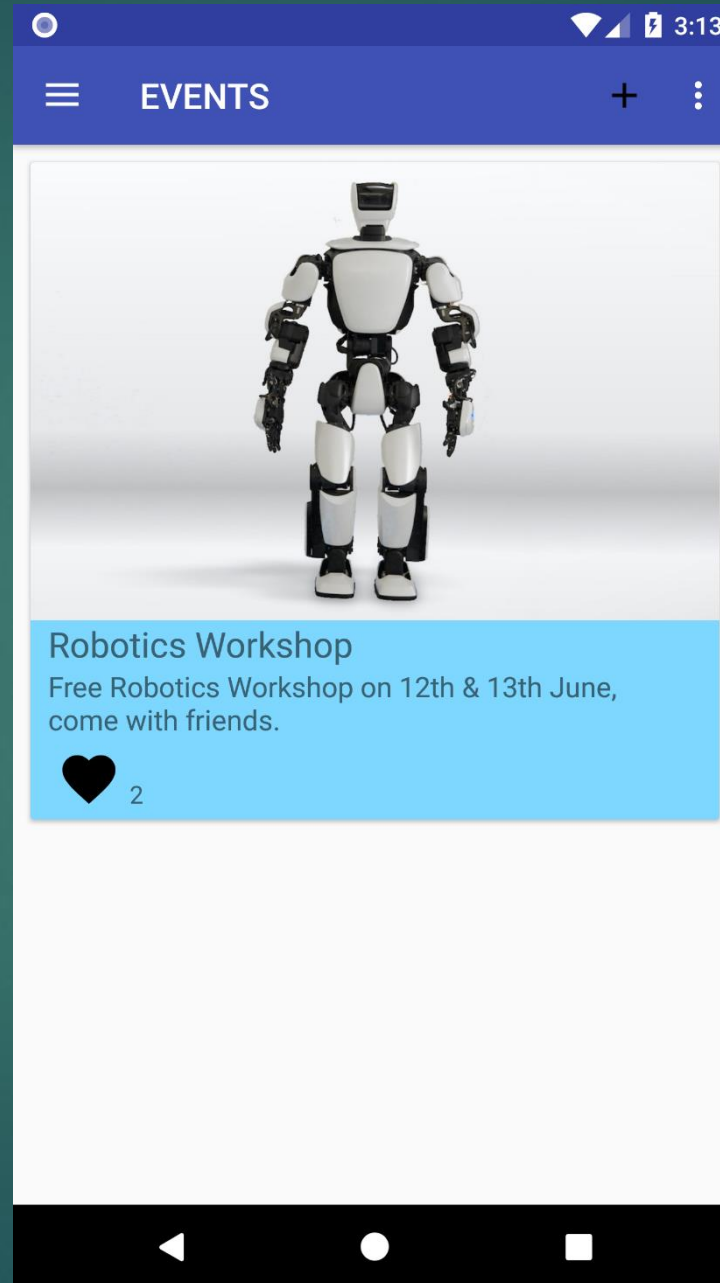 3:13
EVENTS
Robotics Workshop
Free Robotics Workshop on 12th & 13th June,
come with friends.
2